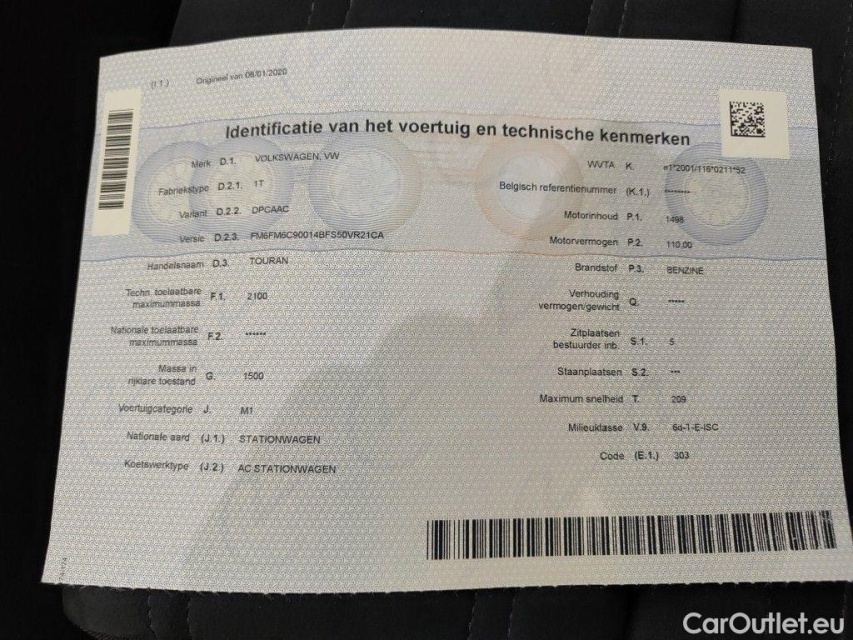 (I 1.) Origineel van 08/01/2020
Identificatie van het voertuig en technische kenmerken
Merk D.1. VOLKSWAGEN, VW
Fabriekstype D.2.1. 1T
Variant D.2.2. DPCAAC
Versie D.2.3. FM6FM6C90014BFS50VR21CA
Handelsnaam D.3. TOURAN
Techn. toelaatbare
maximummassa F.1. 2100
Nationale toelaatbare
maximummassa F.2. ******
Massa in
rijklare toestand G. 1500
Voertuigcategorie J. M1
Nationale aard (J.1.) STATIONWAGEN
Koetswerktype (J.2.) AC STATIONWAGEN
WVTA K. e1*2001/116*0211*52
Belgisch referentienummer (K.1.) ********
Motorinhoud P.1. 1498
Motorvermogen P.2. 110.00
Brandstof P.3. BENZINE
Verhouding
vermogen/gewicht Q. *****
Zitplaatsen
bestuurder inb. S.1. 5
Staanplaatsen S.2. ***
Maximum snelheid T. 209
Milieuklasse V.9. 6d-1-E-ISC
Code (E.1.) 303
CarOutlet.eu